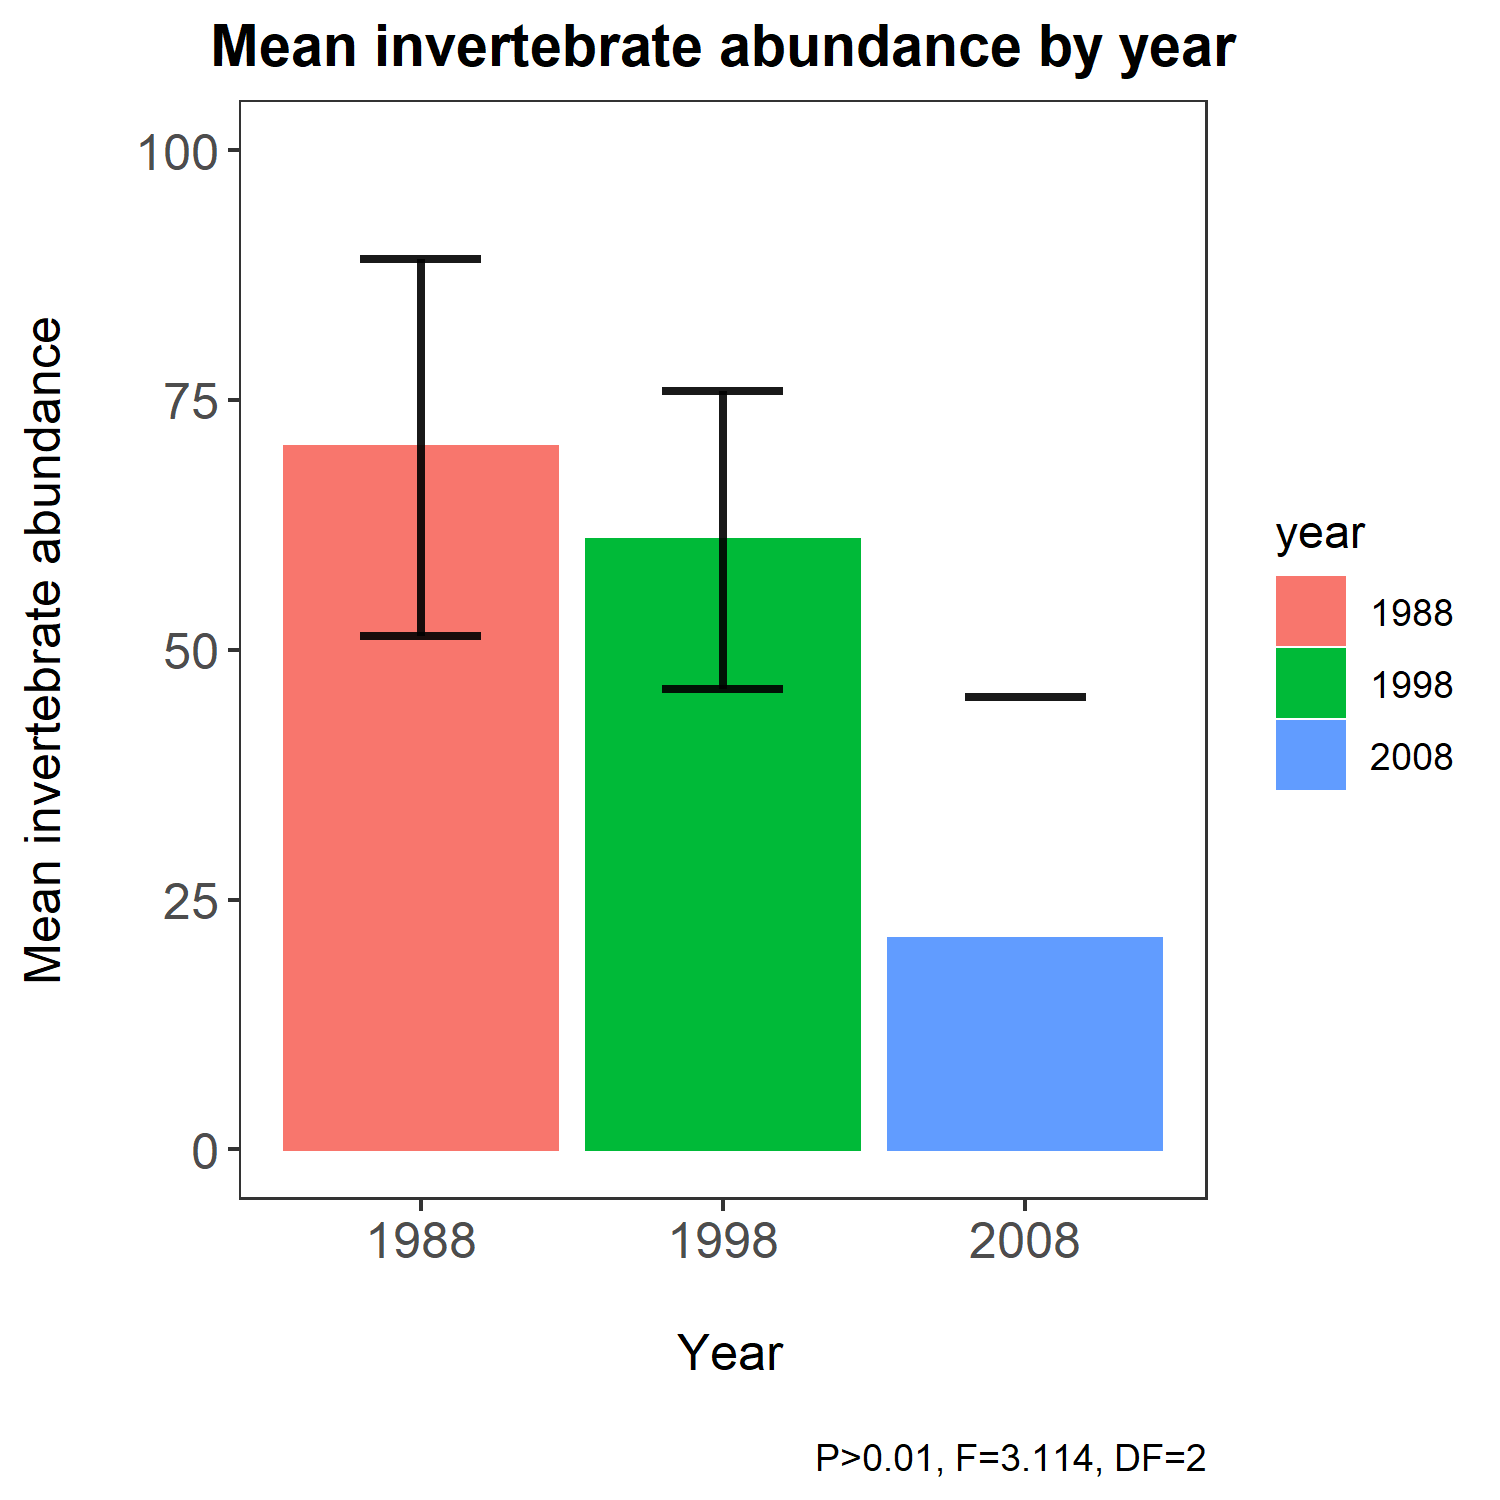 Mean invertebrate abundance by year
Mean invertebrate abundance
100
75
50
25
0
1988
1998
2008
Year
year
1988
1998
2008
P>0.01, F=3.114, DF=2